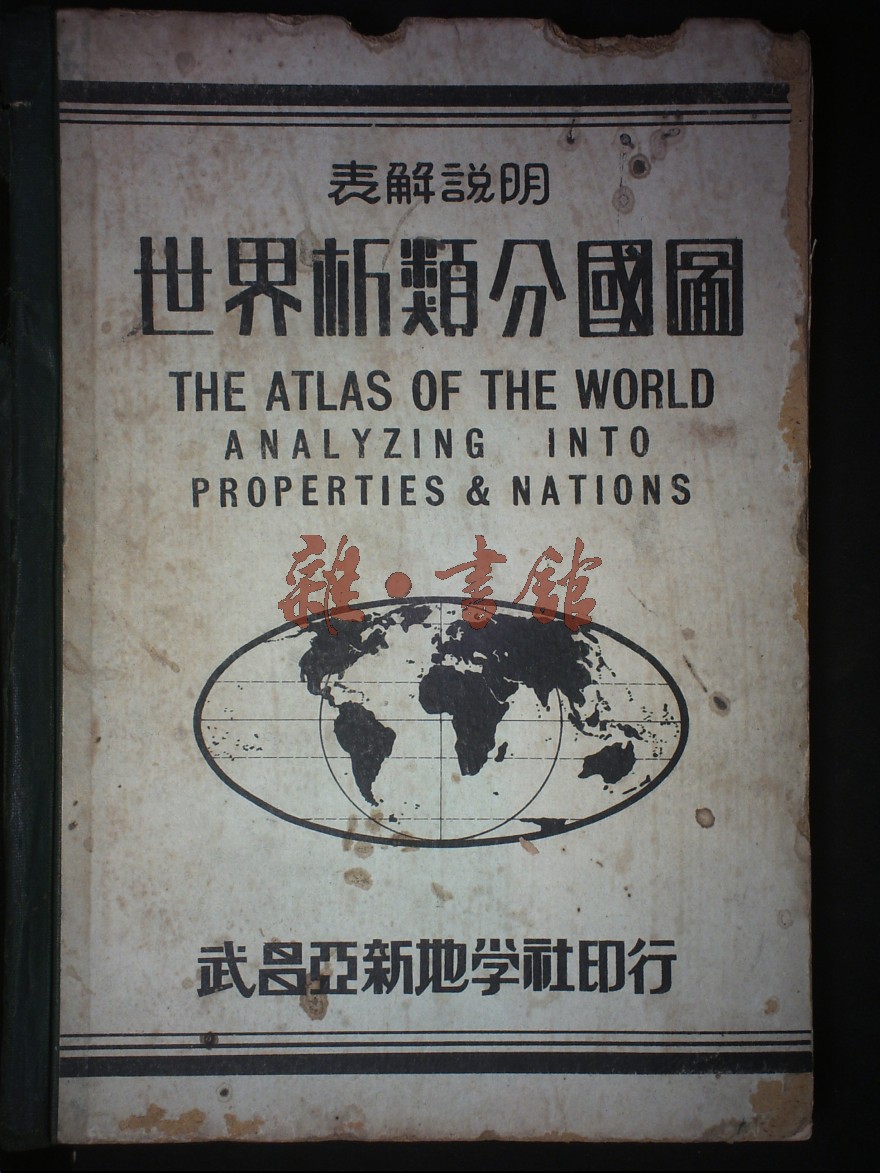 表解說明
世界析類分國圖
THE ATLAS OF THE WORLD
ANALYZING INTO
PROPERTIES & NATIONS
雜·書館
武昌亞新地学社印行